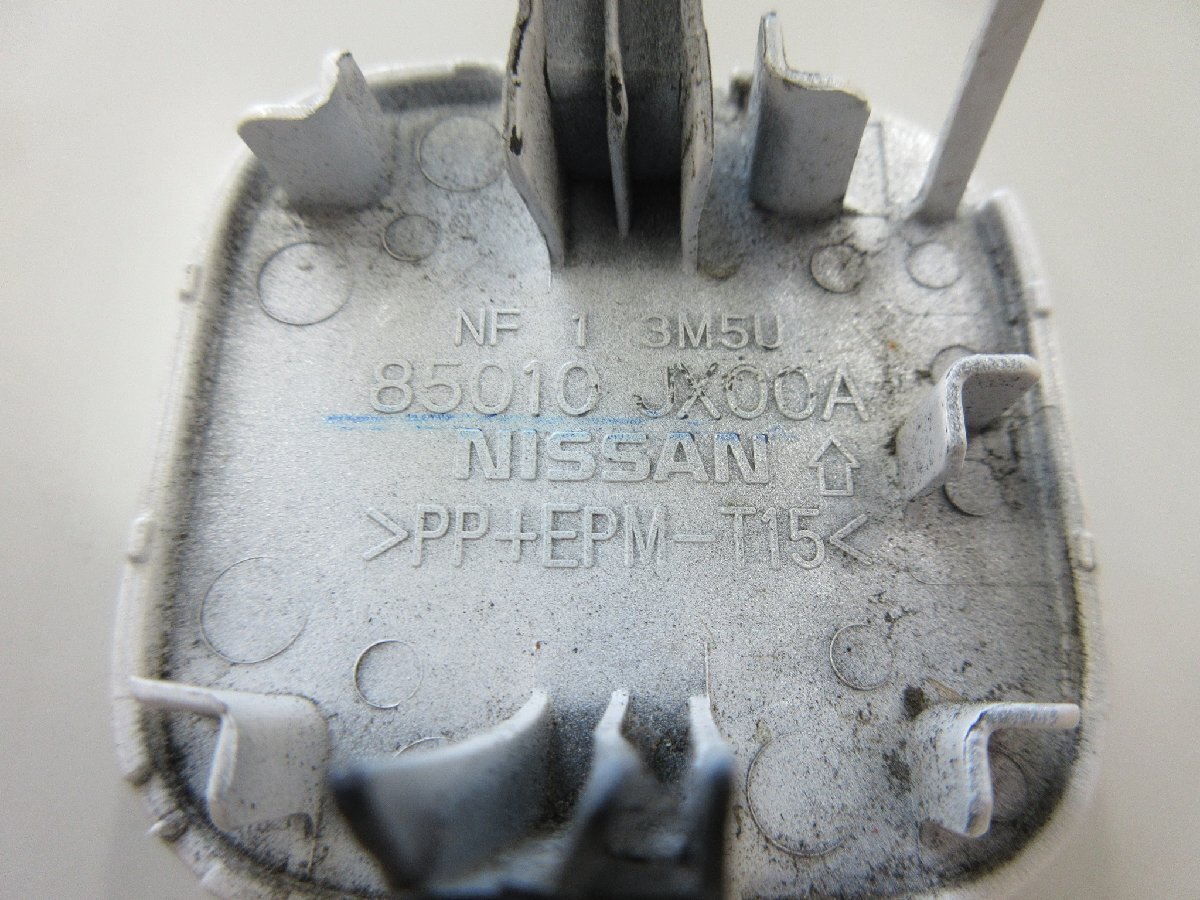 NF 1 3M5U
85010 JX00A
NISSAN
>PP+EPM-T15<